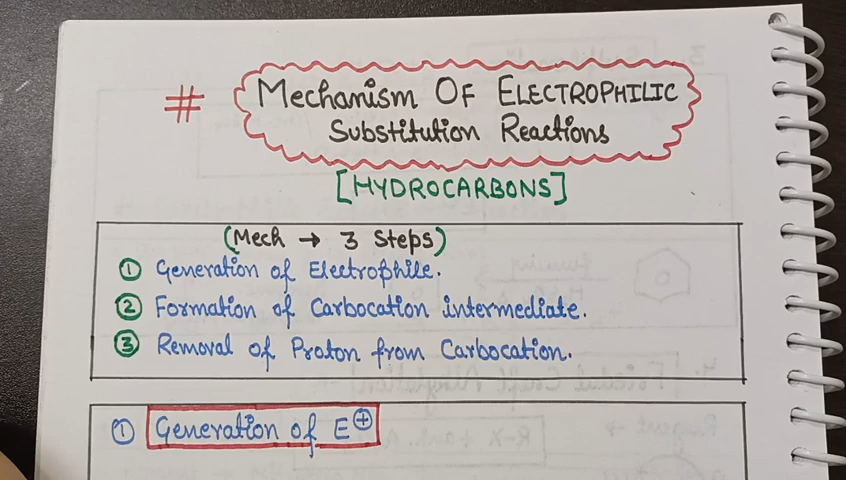 # Mechanism OF ELECTROPHILIC
Substitution Reactions
[HYDROCARBONS]
(Mech → 3 Steps)
① Generation of Electrophile.
② Formation of Carbocation intermediate.
③ Removal of Proton from Carbocation.
① Generation of E⊕